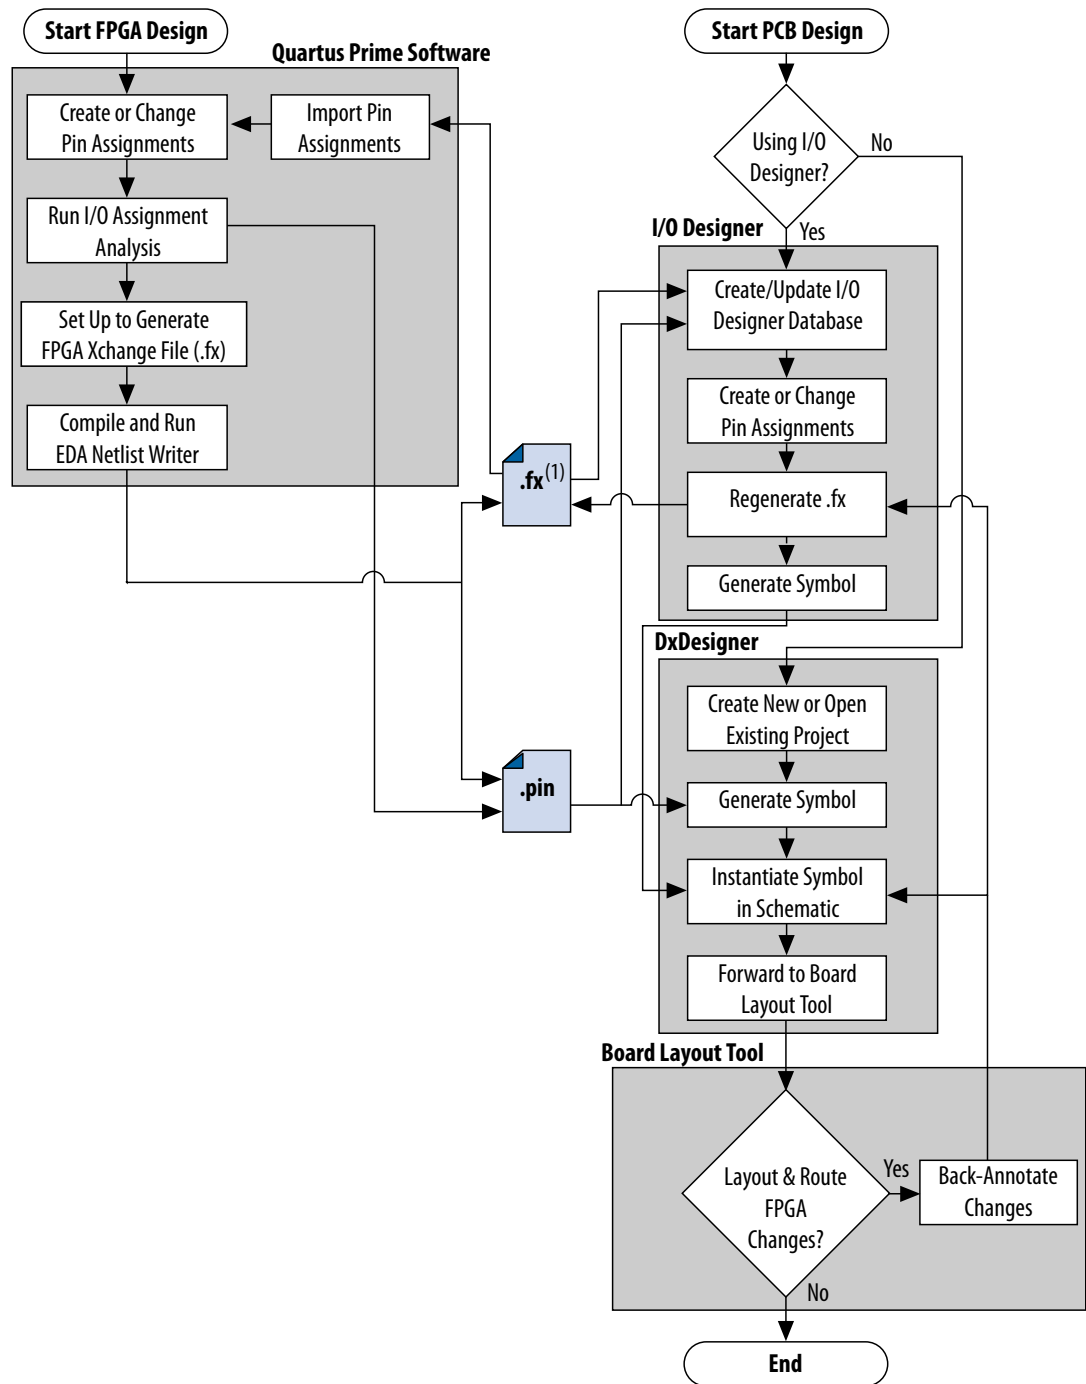 Start FPGA Design
Quartus Prime Software
Create or Change
Pin Assignments
Import Pin
Assignments
Run I/O Assignment
Analysis
Set Up to Generate
FPGA Xchange File (.fx)
Compile and Run
EDA Netlist Writer
.fx(1)
.pin
Start PCB Design
Using I/O
Designer?
No
Yes
I/O Designer
Create/Update I/O
Designer Database
Create or Change
Pin Assignments
Regenerate .fx
Generate Symbol
DxDesigner
Create New or Open
Existing Project
Generate Symbol
Instantiate Symbol
in Schematic
Forward to Board
Layout Tool
Board Layout Tool
Layout & Route
FPGA
Changes?
Yes
Back-Annotate
Changes
No
End